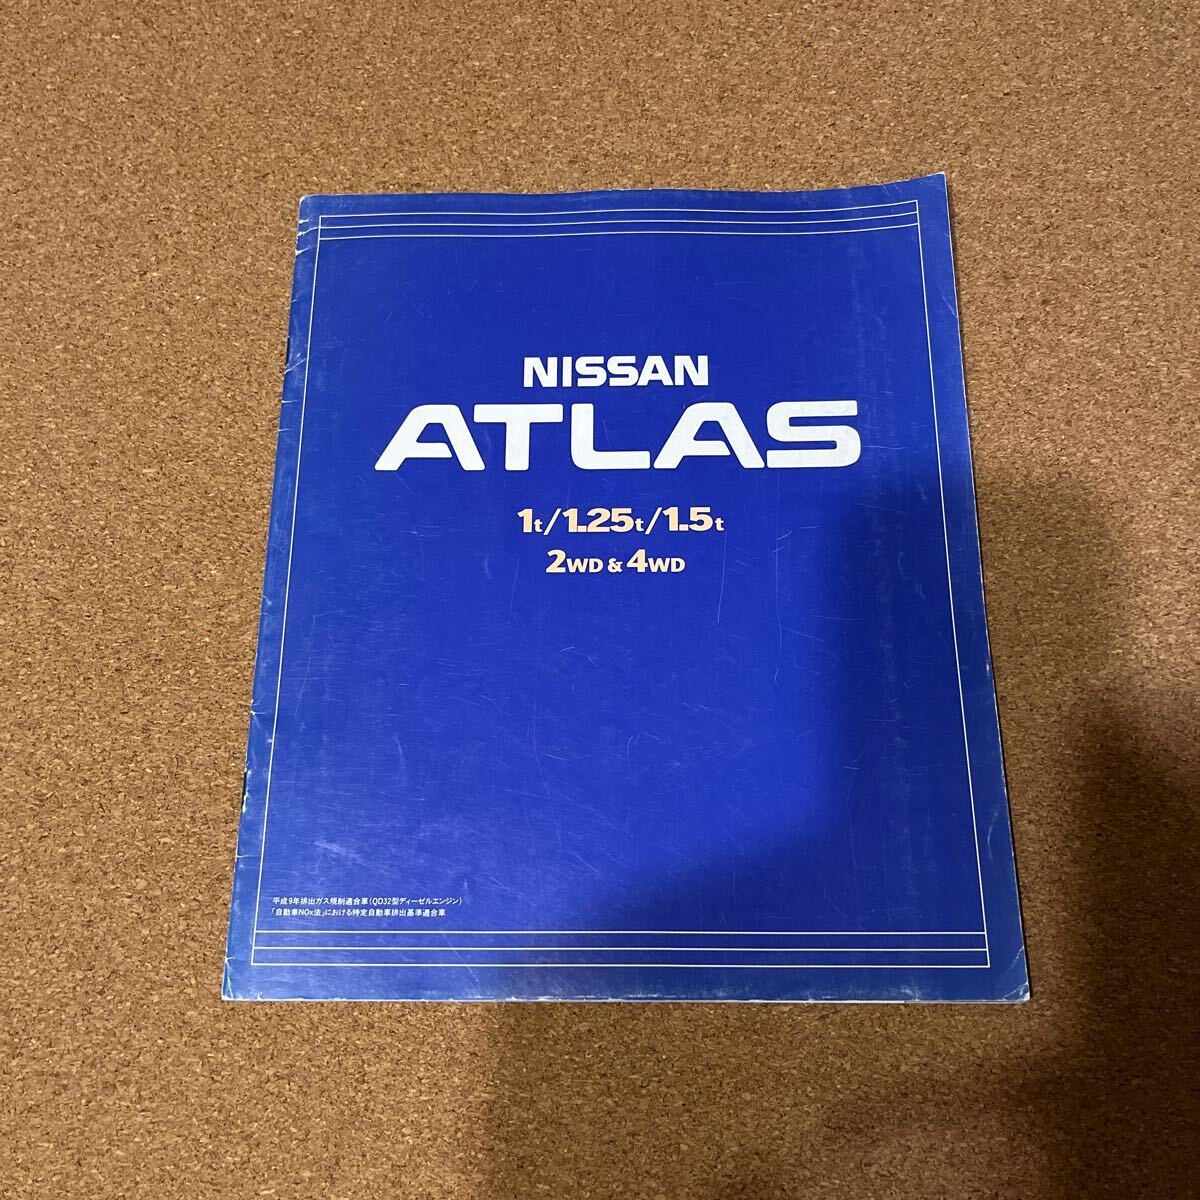 NISSAN
ATLAS
1t/1.25t/1.5t
2WD & 4WD
平成9年排出ガス規制適合車(QD32型ディーゼルエンジン)
「自動車NOx法」における特定自動車排出基準適合車